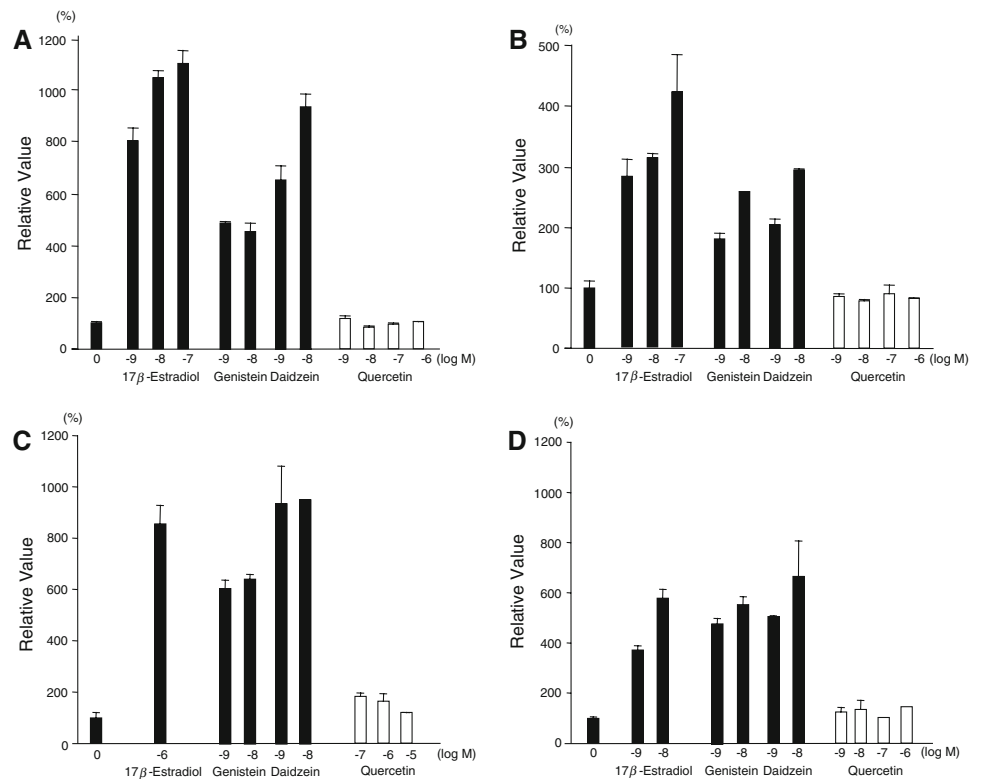 (%)
A
1200
1000
800
600
400
200
0
Relative Value
0 -9 -8 -7 -9 -8 -9 -8 -9 -8 -7 -6 (log M)
17β-Estradiol Genistein Daidzein Quercetin
(%)
B
500
400
300
200
100
0
Relative Value
0 -9 -8 -7 -9 -8 -9 -8 -9 -8 -7 -6 (log M)
17β-Estradiol Genistein Daidzein Quercetin
(%)
C
1200
1000
800
600
400
200
0
Relative Value
0 -6 -9 -8 -9 -8 -7 -6 -5 (log M)
17β-Estradiol Genistein Daidzein Quercetin
(%)
D
1200
1000
800
600
400
200
0
Relative Value
0 -9 -8 -9 -8 -9 -8 -9 -8 -7 -6 (log M)
17β-Estradiol Genistein Daidzein Quercetin